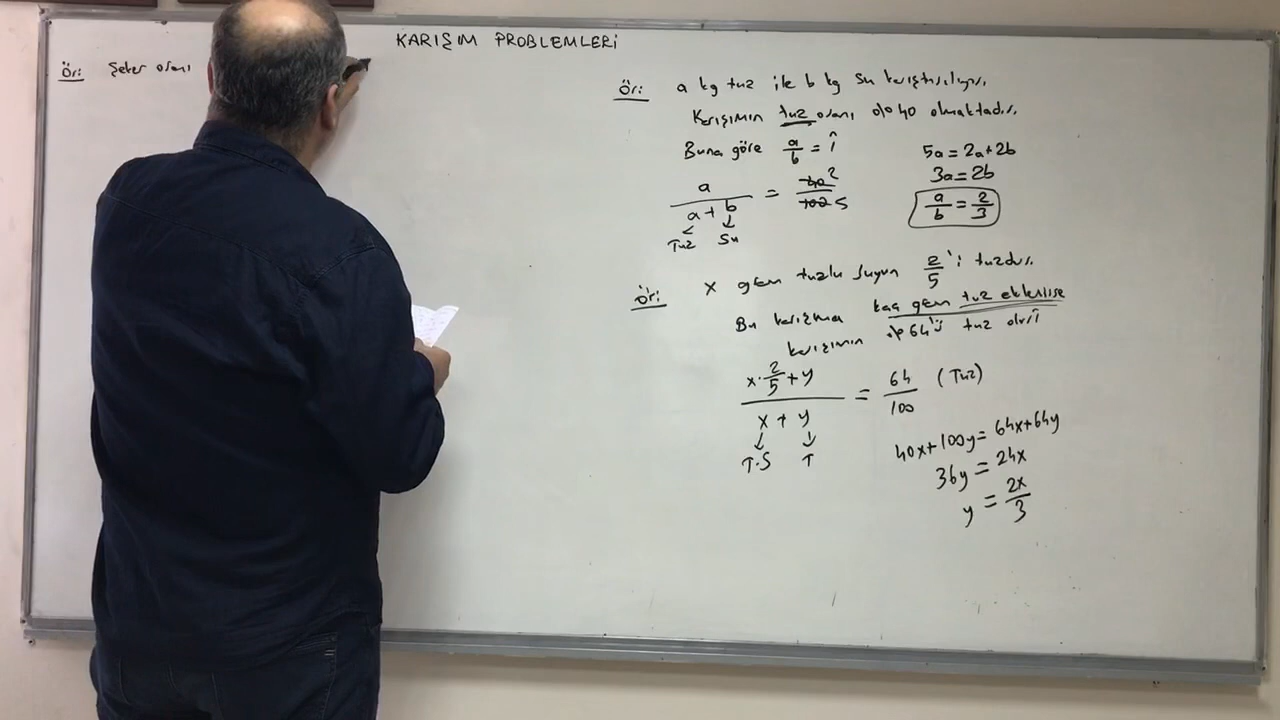 KARIŞIM PROBLEMLERİ
Ör: Şeker oranı
Ör: a kg tuz ile b kg su karıştırılıyor.
Karışımın tuz oranı %40 olmaktadır.
Buna göre a/b = ?
a/(a+b) = 40/100 2/5
Tuz Su
5a=2a+2b
3a=2b
a/b = 2/3
Ör: x gram tuzlu suyun 2/5'i tuzdur.
Bu karışıma kaç gram tuz eklenirse
karışımın %64'ü tuz olur?
(x·2/5+y)/(x+y) = 64/100 (Tuz)
T.S T
40x+100y=64x+64y
36y=24x
y=2x/3